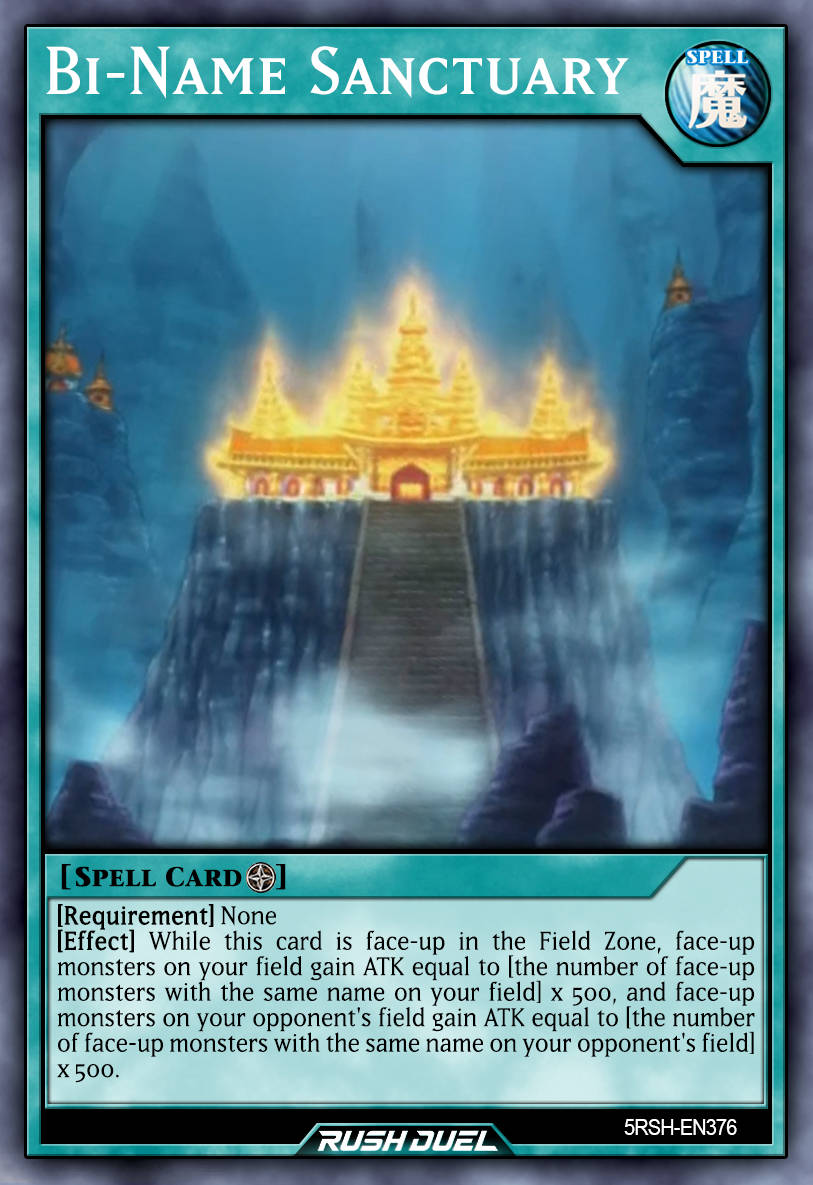 Bi-Name Sanctuary
SPELL
魔
[Spell Card]
[Requirement] None
[Effect] While this card is face-up in the Field Zone, face-up
monsters on your field gain ATK equal to [the number of face-up
monsters with the same name on your field] x 500, and face-up
monsters on your opponent's field gain ATK equal to [the number
of face-up monsters with the same name on your opponent's field]
x 500.
5RSH-EN376
RUSH DUEL